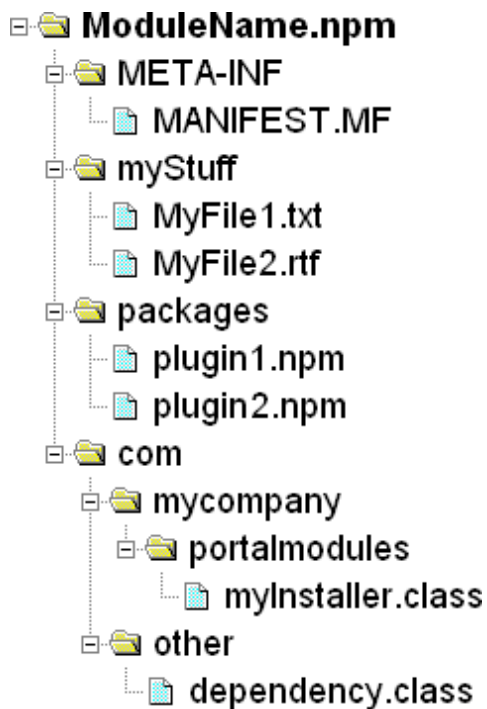 ModuleName.npm
META-INF
MANIFEST.MF
myStuff
MyFile1.txt
MyFile2.rtf
packages
plugin1.npm
plugin2.npm
com
mycompany
portalmodules
myInstaller.class
other
dependency.class